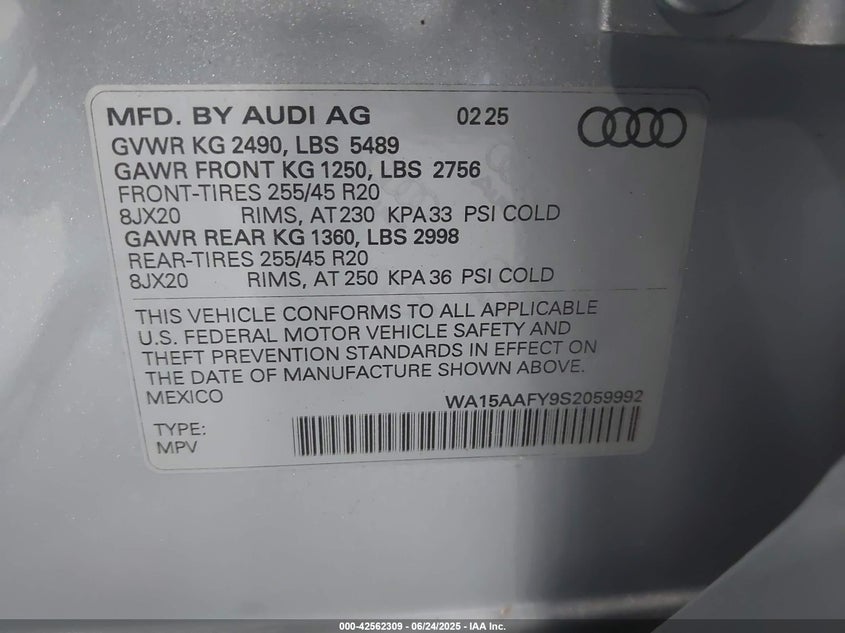 MFD. BY AUDI AG 02 25
GVWR KG 2490, LBS 5489
GAWR FRONT KG 1250, LBS 2756
FRONT-TIRES 255/45 R20
8JX20 RIMS, AT 230 KPA 33 PSI COLD
GAWR REAR KG 1360, LBS 2998
REAR-TIRES 255/45 R20
8JX20 RIMS, AT 250 KPA 36 PSI COLD
THIS VEHICLE CONFORMS TO ALL APPLICABLE
U.S. FEDERAL MOTOR VEHICLE SAFETY AND
THEFT PREVENTION STANDARDS IN EFFECT ON
THE DATE OF MANUFACTURE SHOWN ABOVE.
MEXICO WA15AAFY9S2059992
TYPE:
MPV
000-42562309 - 06/24/2025 - IAA Inc.